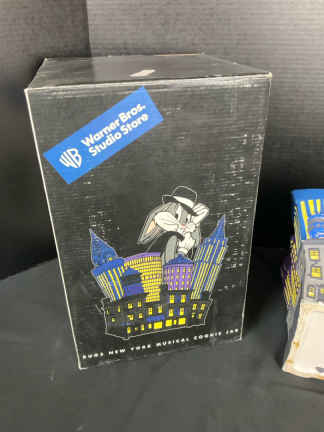 WB
Warner Bros.
Studio Store
BUGS NEW YORK MUSICAL COOKIE JAR